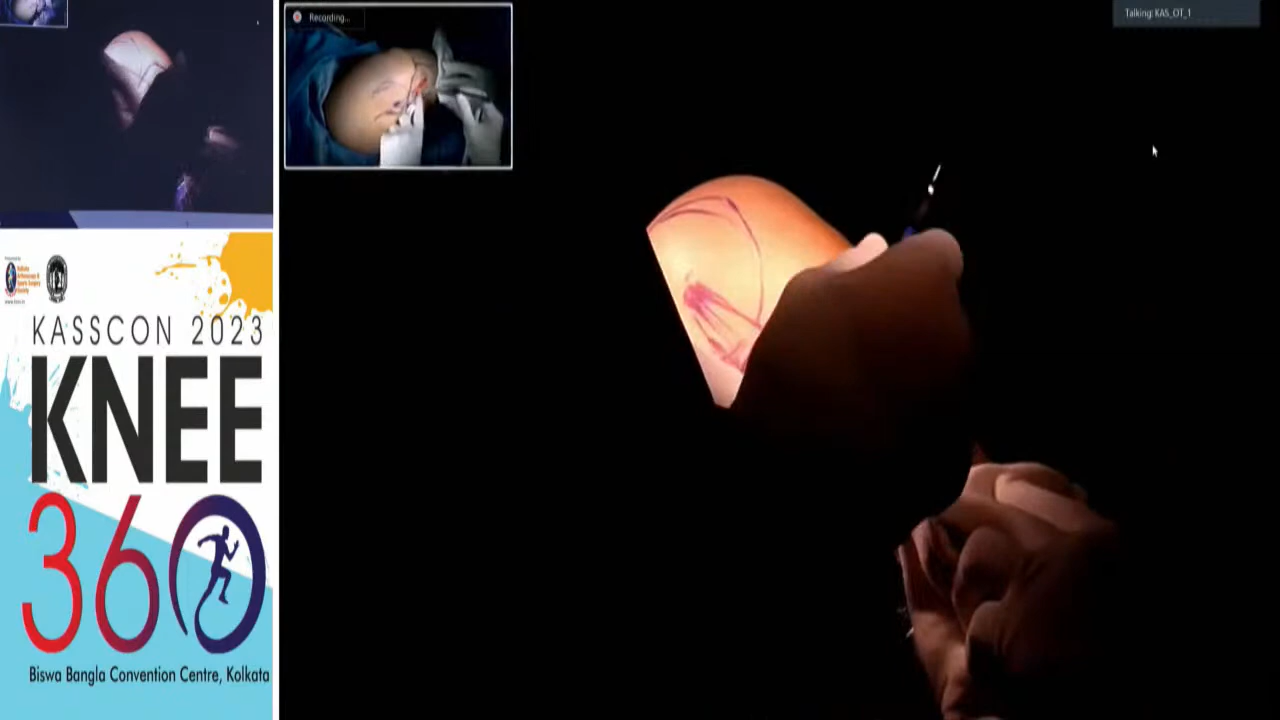 Recording...
Talking: KAS_OT_1
KASSCON 2023
KNEE
360
Biswa Bangla Convention Centre, Kolkata